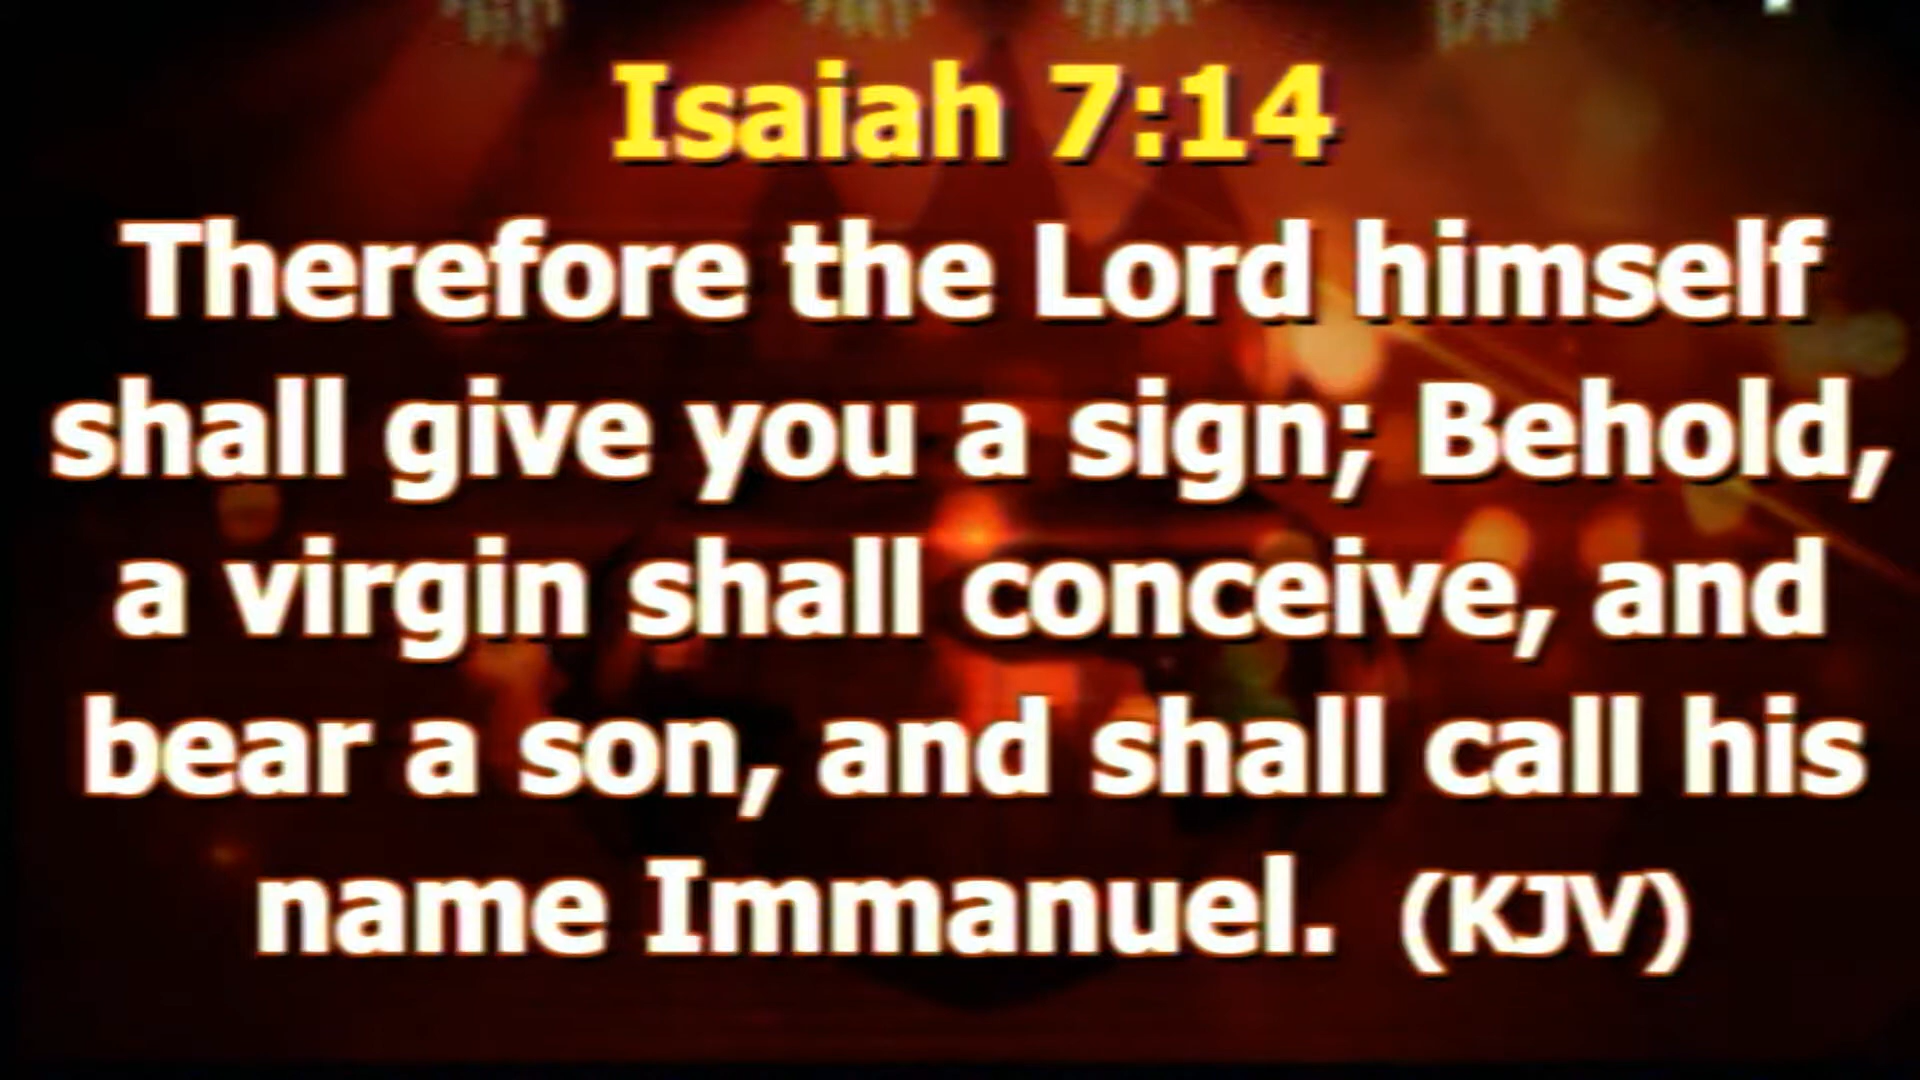 Isaiah 7:14
Therefore the Lord himself
shall give you a sign; Behold,
a virgin shall conceive, and
bear a son, and shall call his
name Immanuel. (KJV)